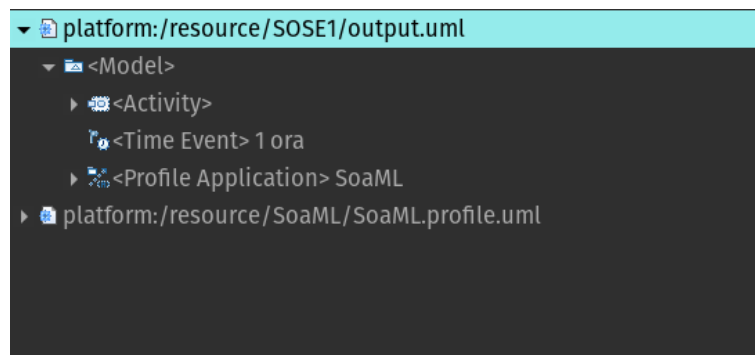 platform:/resource/SOSE1/output.uml
<Model>
<Activity>
<Time Event> 1 ora
<Profile Application> SoaML
platform:/resource/SoaML/SoaML.profile.uml